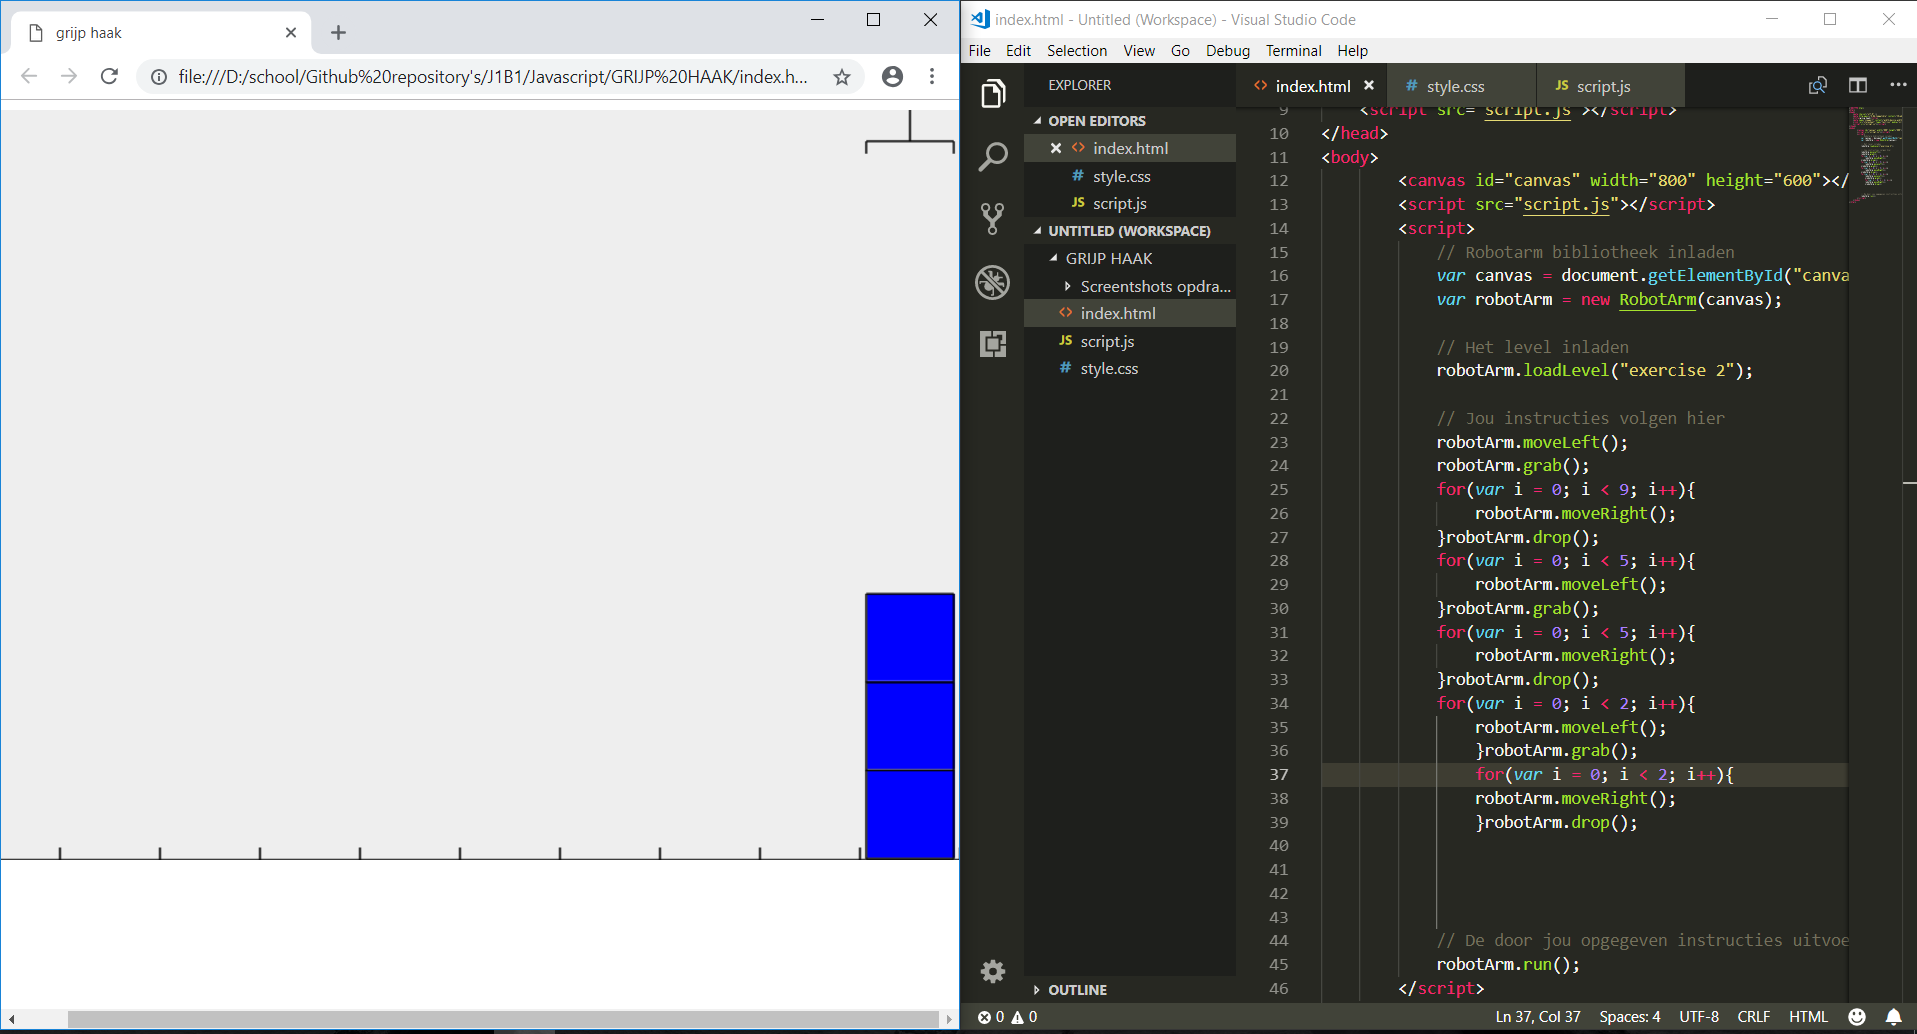 grijp haak
file:///D:/school/Github%20repository's/J1B1/Javascript/GRIJP%20HAAK/index.h...
index.html - Untitled (Workspace) - Visual Studio Code
File Edit Selection View Go Debug Terminal Help
EXPLORER
OPEN EDITORS
index.html
# style.css
JS script.js
UNTITLED (WORKSPACE)
GRIJP HAAK
Screentshots opdra...
index.html
JS script.js
# style.css
OUTLINE
index.html # style.css JS script.js
9 <script src="script.js"></script>
10 </head>
11 <body>
12 <canvas id="canvas" width="800" height="600"></
13 <script src="script.js"></script>
14 <script>
15 // Robotarm bibliotheek inladen
16 var canvas = document.getElementById("canva
17 var robotArm = new RobotArm(canvas);
18
19 // Het level inladen
20 robotArm.loadLevel("exercise 2");
21
22 // Jou instructies volgen hier
23 robotArm.moveLeft();
24 robotArm.grab();
25 for(var i = 0; i < 9; i++){
26 robotArm.moveRight();
27 }robotArm.drop();
28 for(var i = 0; i < 5; i++){
29 robotArm.moveLeft();
30 }robotArm.grab();
31 for(var i = 0; i < 5; i++){
32 robotArm.moveRight();
33 }robotArm.drop();
34 for(var i = 0; i < 2; i++){
35 robotArm.moveLeft();
36 }robotArm.grab();
37 for(var i = 0; i < 2; i++){
38 robotArm.moveRight();
39 }robotArm.drop();
40
41
42
43
44 // De door jou opgegeven instructies uitvoe
45 robotArm.run();
46 </script>
0 0 Ln 37, Col 37 Spaces: 4 UTF-8 CRLF HTML